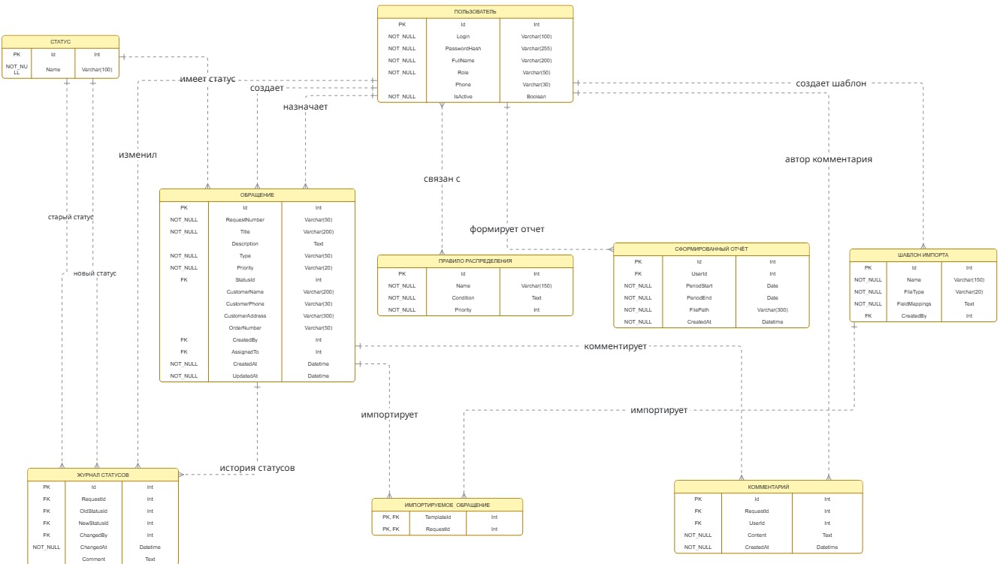 ПОЛЬЗОВАТЕЛЬ
PK Id Int
NOT_NULL Login Varchar(100)
NOT_NULL PasswordHash Varchar(255)
NOT_NULL FullName Varchar(200)
NOT_NULL Role Varchar(50)
Phone Varchar(30)
NOT_NULL IsActive Boolean
СТАТУС
PK Id Int
NOT_NU
LL
Name Varchar(100)
имеет статус
создает
назначает
создает шаблон
изменил
автор комментария
связан с
старый статус
формирует отчет
новый статус
ОБРАЩЕНИЕ
PK Id Int
NOT_NULL RequestNumber Varchar(50)
NOT_NULL Title Varchar(200)
Description Text
NOT_NULL Type Varchar(50)
NOT_NULL Priority Varchar(20)
FK StatusId Int
CustomerName Varchar(200)
CustomerPhone Varchar(30)
CustomerAddress Varchar(300)
OrderNumber Varchar(50)
FK CreatedBy Int
FK AssignedTo Int
NOT_NULL CreatedAt Datetime
NOT_NULL UpdatedAt Datetime
ПРАВИЛО РАСПРЕДЕЛЕНИЯ
PK Id Int
NOT_NULL Name Varchar(150)
NOT_NULL Condition Text
NOT_NULL Priority Int
СФОРМИРОВАННЫЙ ОТЧЁТ
PK Id Int
FK UserId Int
NOT_NULL PeriodStart Date
NOT_NULL PeriodEnd Date
NOT_NULL FilePath Varchar(300)
NOT_NULL CreatedAt Datetime
ШАБЛОН ИМПОРТА
PK Id Int
NOT_NULL Name Varchar(150)
NOT_NULL FileType Varchar(20)
NOT_NULL FieldMappings Text
FK CreatedBy Int
комментирует
импортирует
импортирует
история статусов
ЖУРНАЛ СТАТУСОВ
PK Id Int
FK RequestId Int
FK OldStatusId Int
FK NewStatusId Int
FK ChangedBy Int
NOT_NULL ChangedAt Datetime
Comment Text
ИМПОРТИРУЕМОЕ ОБРАЩЕНИЕ
PK, FK TemplateId Int
PK, FK RequestId Int
КОММЕНТАРИЙ
PK Id Int
FK RequestId Int
FK UserId Int
NOT_NULL Content Text
NOT_NULL CreatedAt Datetime